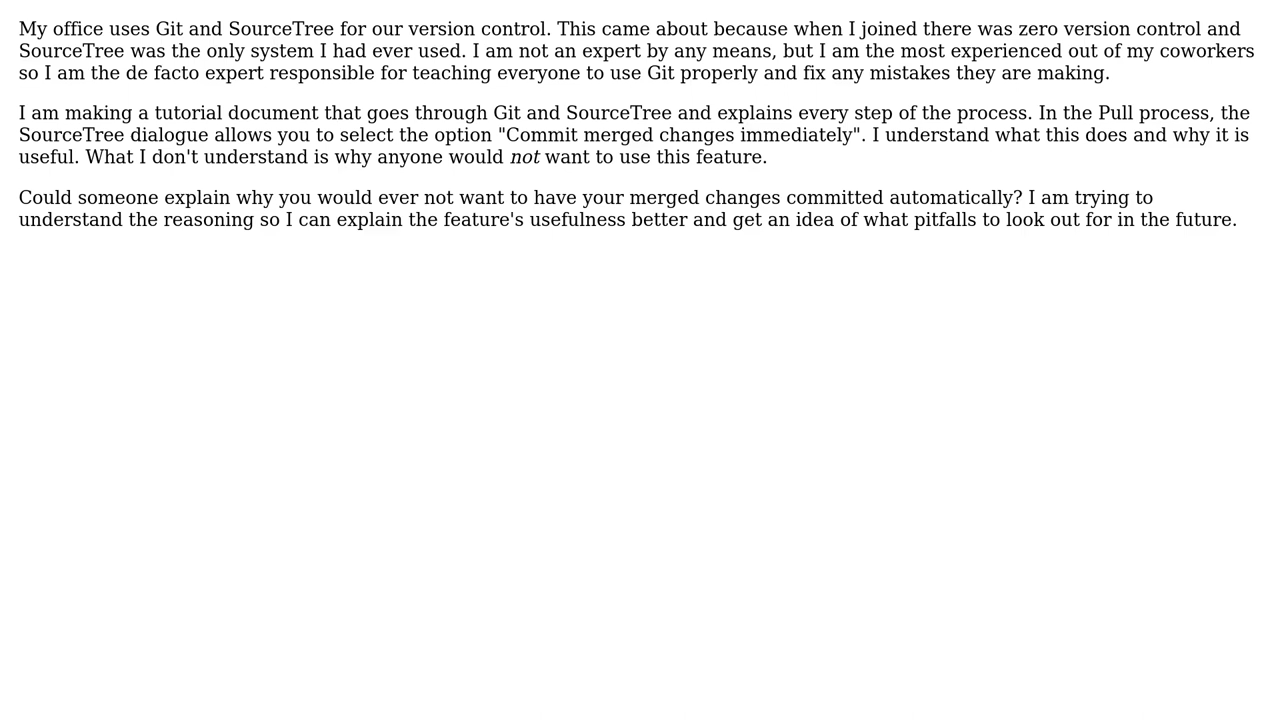 My office uses Git and SourceTree for our version control. This came about because when I joined there was zero version control and
SourceTree was the only system I had ever used. I am not an expert by any means, but I am the most experienced out of my coworkers
so I am the de facto expert responsible for teaching everyone to use Git properly and fix any mistakes they are making.
I am making a tutorial document that goes through Git and SourceTree and explains every step of the process. In the Pull process, the
SourceTree dialogue allows you to select the option "Commit merged changes immediately". I understand what this does and why it is
useful. What I don't understand is why anyone would not want to use this feature.
Could someone explain why you would ever not want to have your merged changes committed automatically? I am trying to
understand the reasoning so I can explain the feature's usefulness better and get an idea of what pitfalls to look out for in the future.